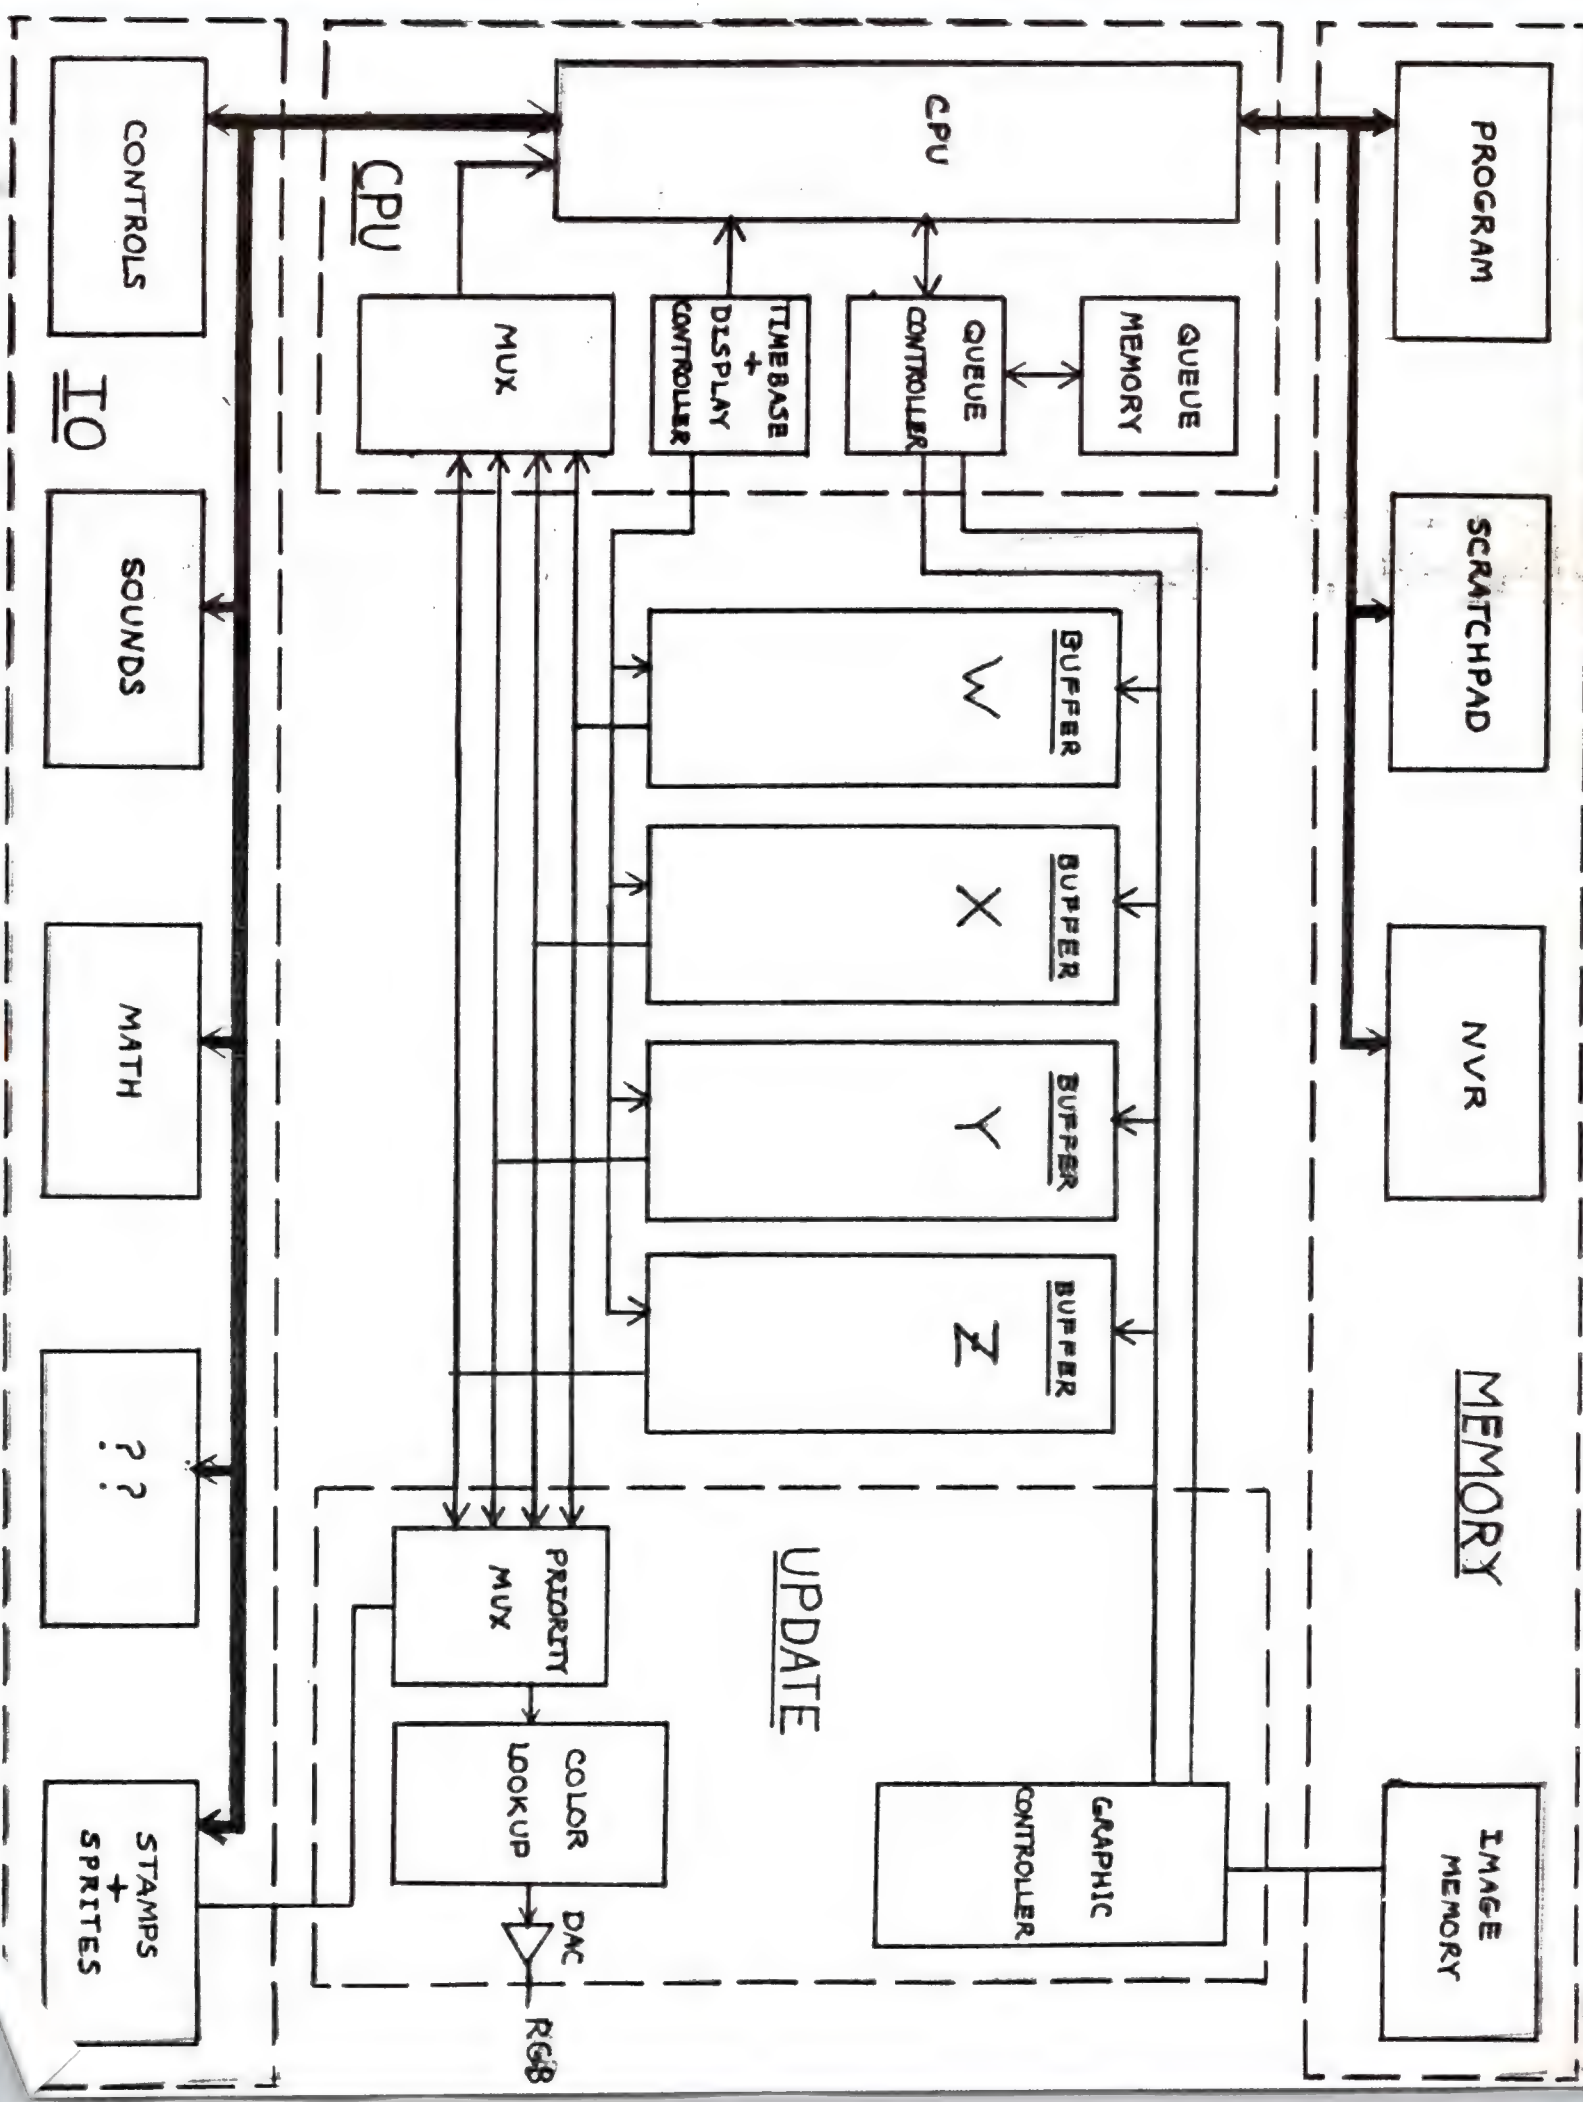 PROGRAM
SCRATCHPAD
NVR
MEMORY
IMAGE
MEMORY
CPU
QUEUE
MEMORY
QUEUE
CONTROLLER
TIMEBASE
+
DISPLAY
CONTROLLER
MUX
CPU
BUFFER
W
BUFFER
X
BUFFER
Y
BUFFER
Z
UPDATE
GRAPHIC
CONTROLLER
PRIORITY
MUX
COLOR
LOOKUP
DAC
RGB
CONTROLS
IO
SOUNDS
MATH
? ?
STAMPS
+
SPRITES